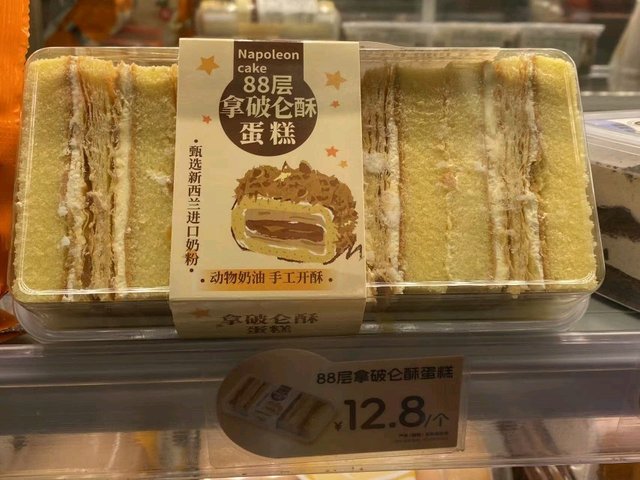 Napoleon
cake
88层
拿破仑酥
蛋糕
·甄选新西兰进口奶粉·
·动物奶油 手工开酥·
拿破仑酥
蛋糕
88层拿破仑酥蛋糕
¥12.8/个